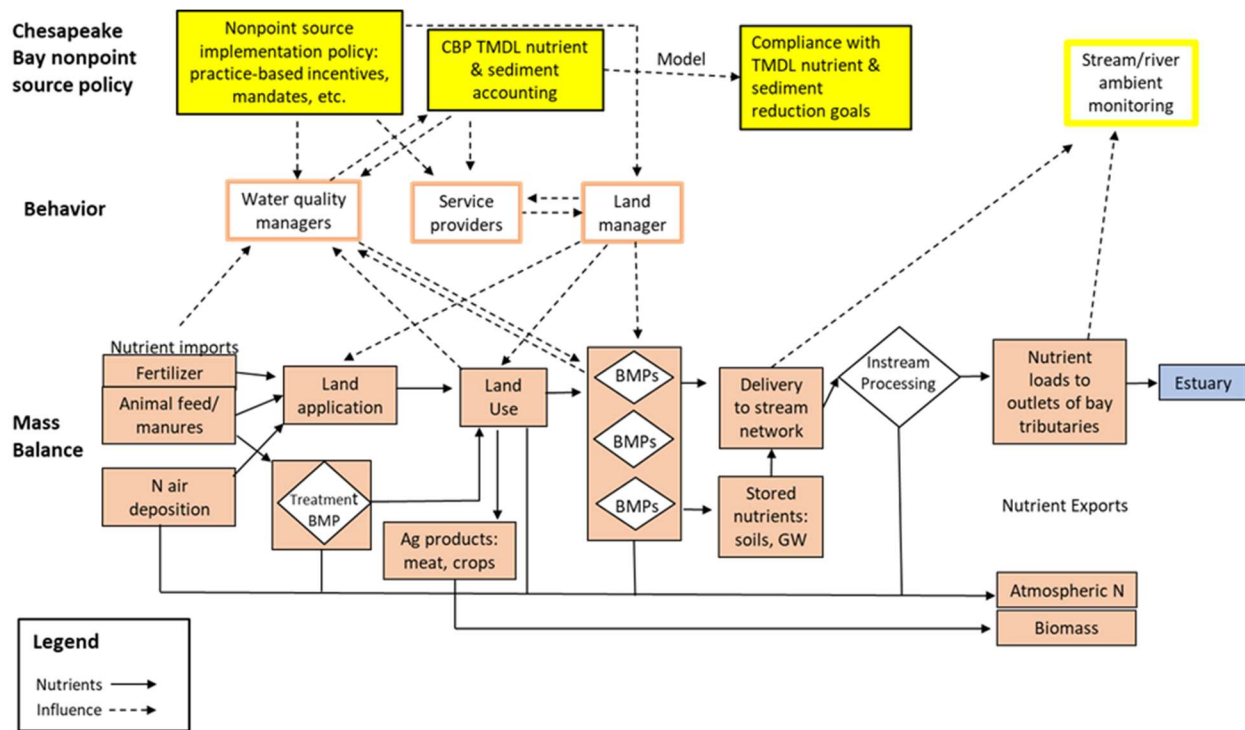 Chesapeake
Bay nonpoint
source policy
Nonpoint source
implementation policy:
practice-based incentives,
mandates, etc.
CBP TMDL nutrient
& sediment
accounting
Model
Compliance with
TMDL nutrient &
sediment
reduction goals
Stream/river
ambient
monitoring
Behavior
Water quality
managers
Service
providers
Land
manager
Mass
Balance
Nutrient imports
Fertilizer
Animal feed/
manures
N air
deposition
Land
application
Treatment
BMP
Land
Use
Ag products:
meat, crops
BMPs
BMPs
BMPs
Delivery
to stream
network
Stored
nutrients:
soils, GW
Instream
Processing
Nutrient
loads to
outlets of bay
tributaries
Estuary
Nutrient Exports
Atmospheric N
Biomass
Legend
Nutrients
Influence